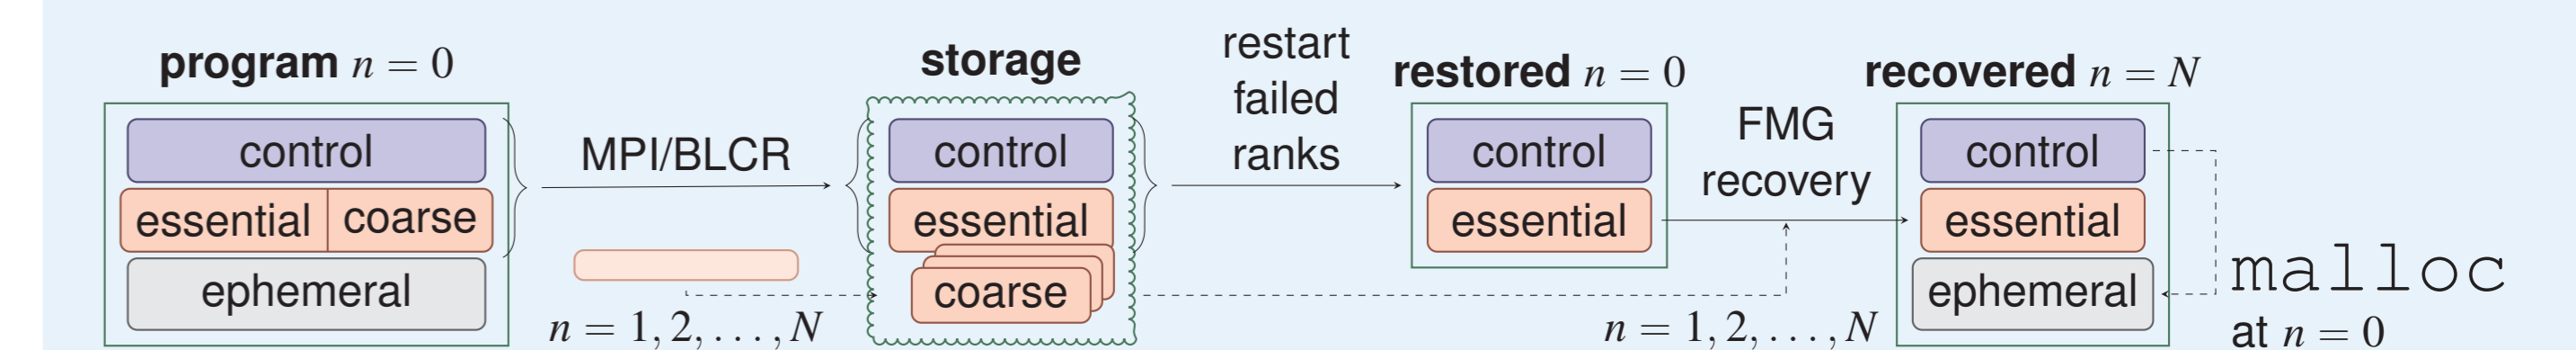 program n = 0
control
essential coarse
ephemeral
MPI/BLCR
n = 1, 2, . . . , N
storage
control
essential
coarse
restart
failed
ranks
restored n = 0
control
essential
FMG
recovery
n = 1, 2, . . . , N
recovered n = N
control
essential
ephemeral
malloc
at n = 0